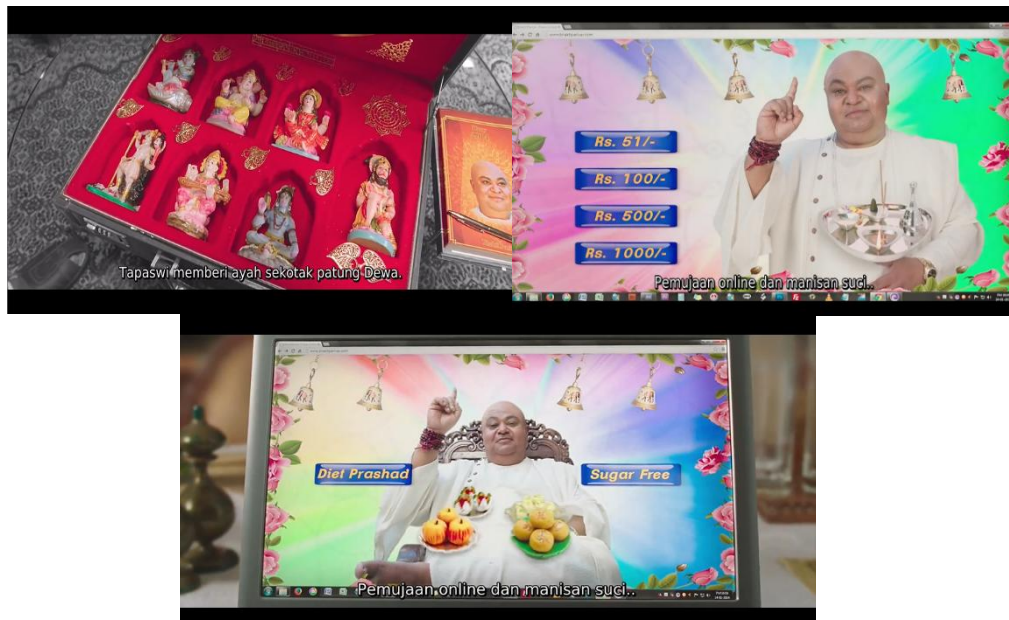 Tapaswi memberi ayah sekotak patung Dewa.
Rs. 51/-
Rs. 100/-
Rs. 500/-
Rs. 1000/-
Pemujaan online dan manisan suci..
Diet Prashad
Sugar Free
Pemujaan online dan manisan suci..